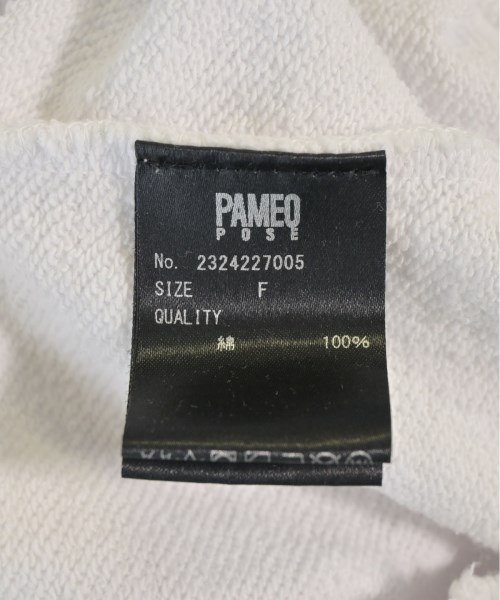 PAMEO
POSE
No. 2324227005
SIZE F
QUALITY
綿 100%